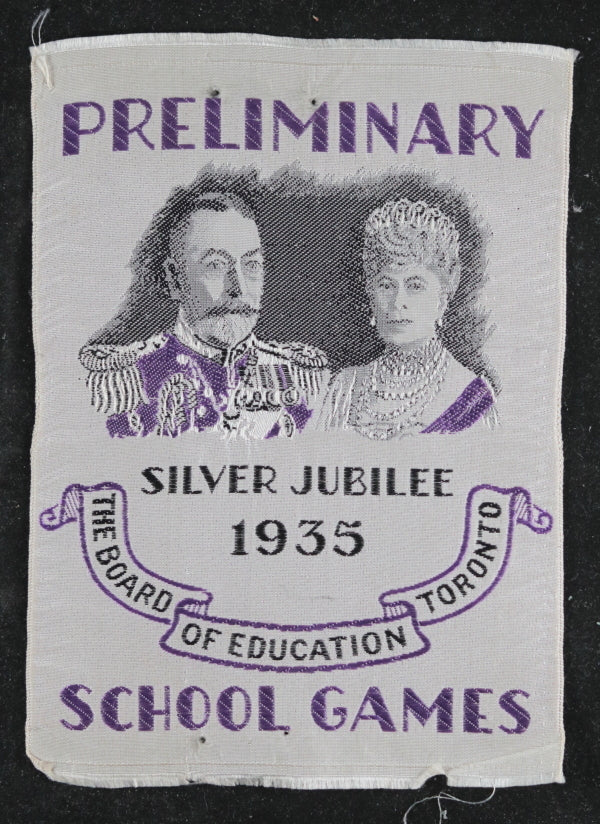 PRELIMINARY
SILVER JUBILEE
1935
THE BOARD
OF EDUCATION
TORONTO
SCHOOL GAMES